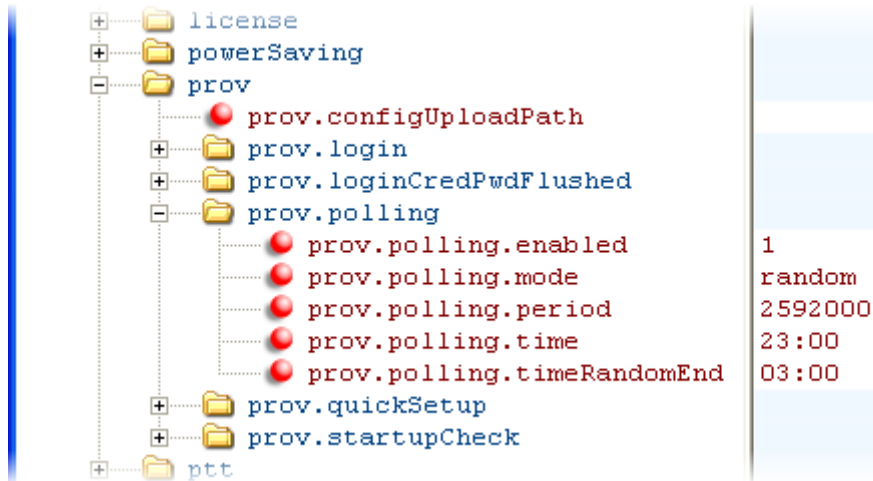 license
powerSaving
prov
prov.configUploadPath
prov.login
prov.loginCredPwdFlushed
prov.polling
prov.polling.enabled 1
prov.polling.mode random
prov.polling.period 2592000
prov.polling.time 23:00
prov.polling.timeRandomEnd 03:00
prov.quickSetup
prov.startupCheck
ptt